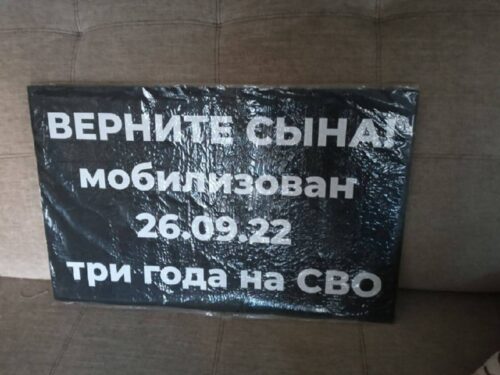 ВЕРНИТЕ СЫНА!
мобилизован
26.09.22
три года на СВО